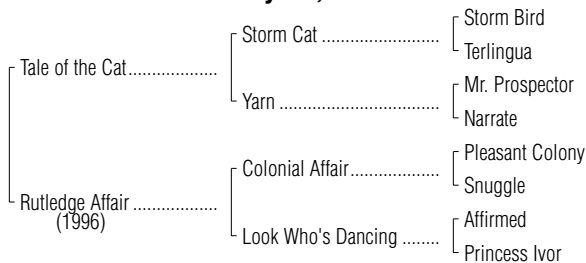 Storm Bird
Storm Cat ..........................
Terlingua
Tale of the Cat...................
Mr. Prospector
Yarn ...................................
Narrate
Pleasant Colony
Colonial Affair....................
Snuggle
Rutledge Affair ..................
(1996)
Affirmed
Look Who's Dancing ........
Princess Ivor